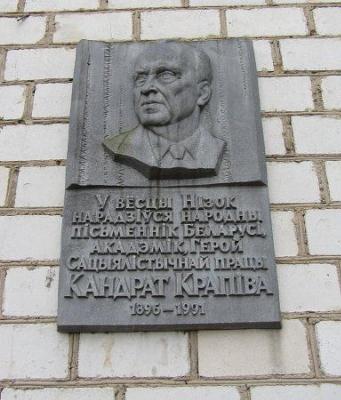 У ВЁСЦЫ НІЗОК
НАРАДЗІЎСЯ НАРОДНЫ
ПІСЬМЕННІК БЕЛАРУСІ,
АКАДЭМІК, ГЕРОЙ
САЦЫЯЛІСТЫЧНАЙ ПРАЦЫ
КАНДРАТ КРАПІВА
1896–1991